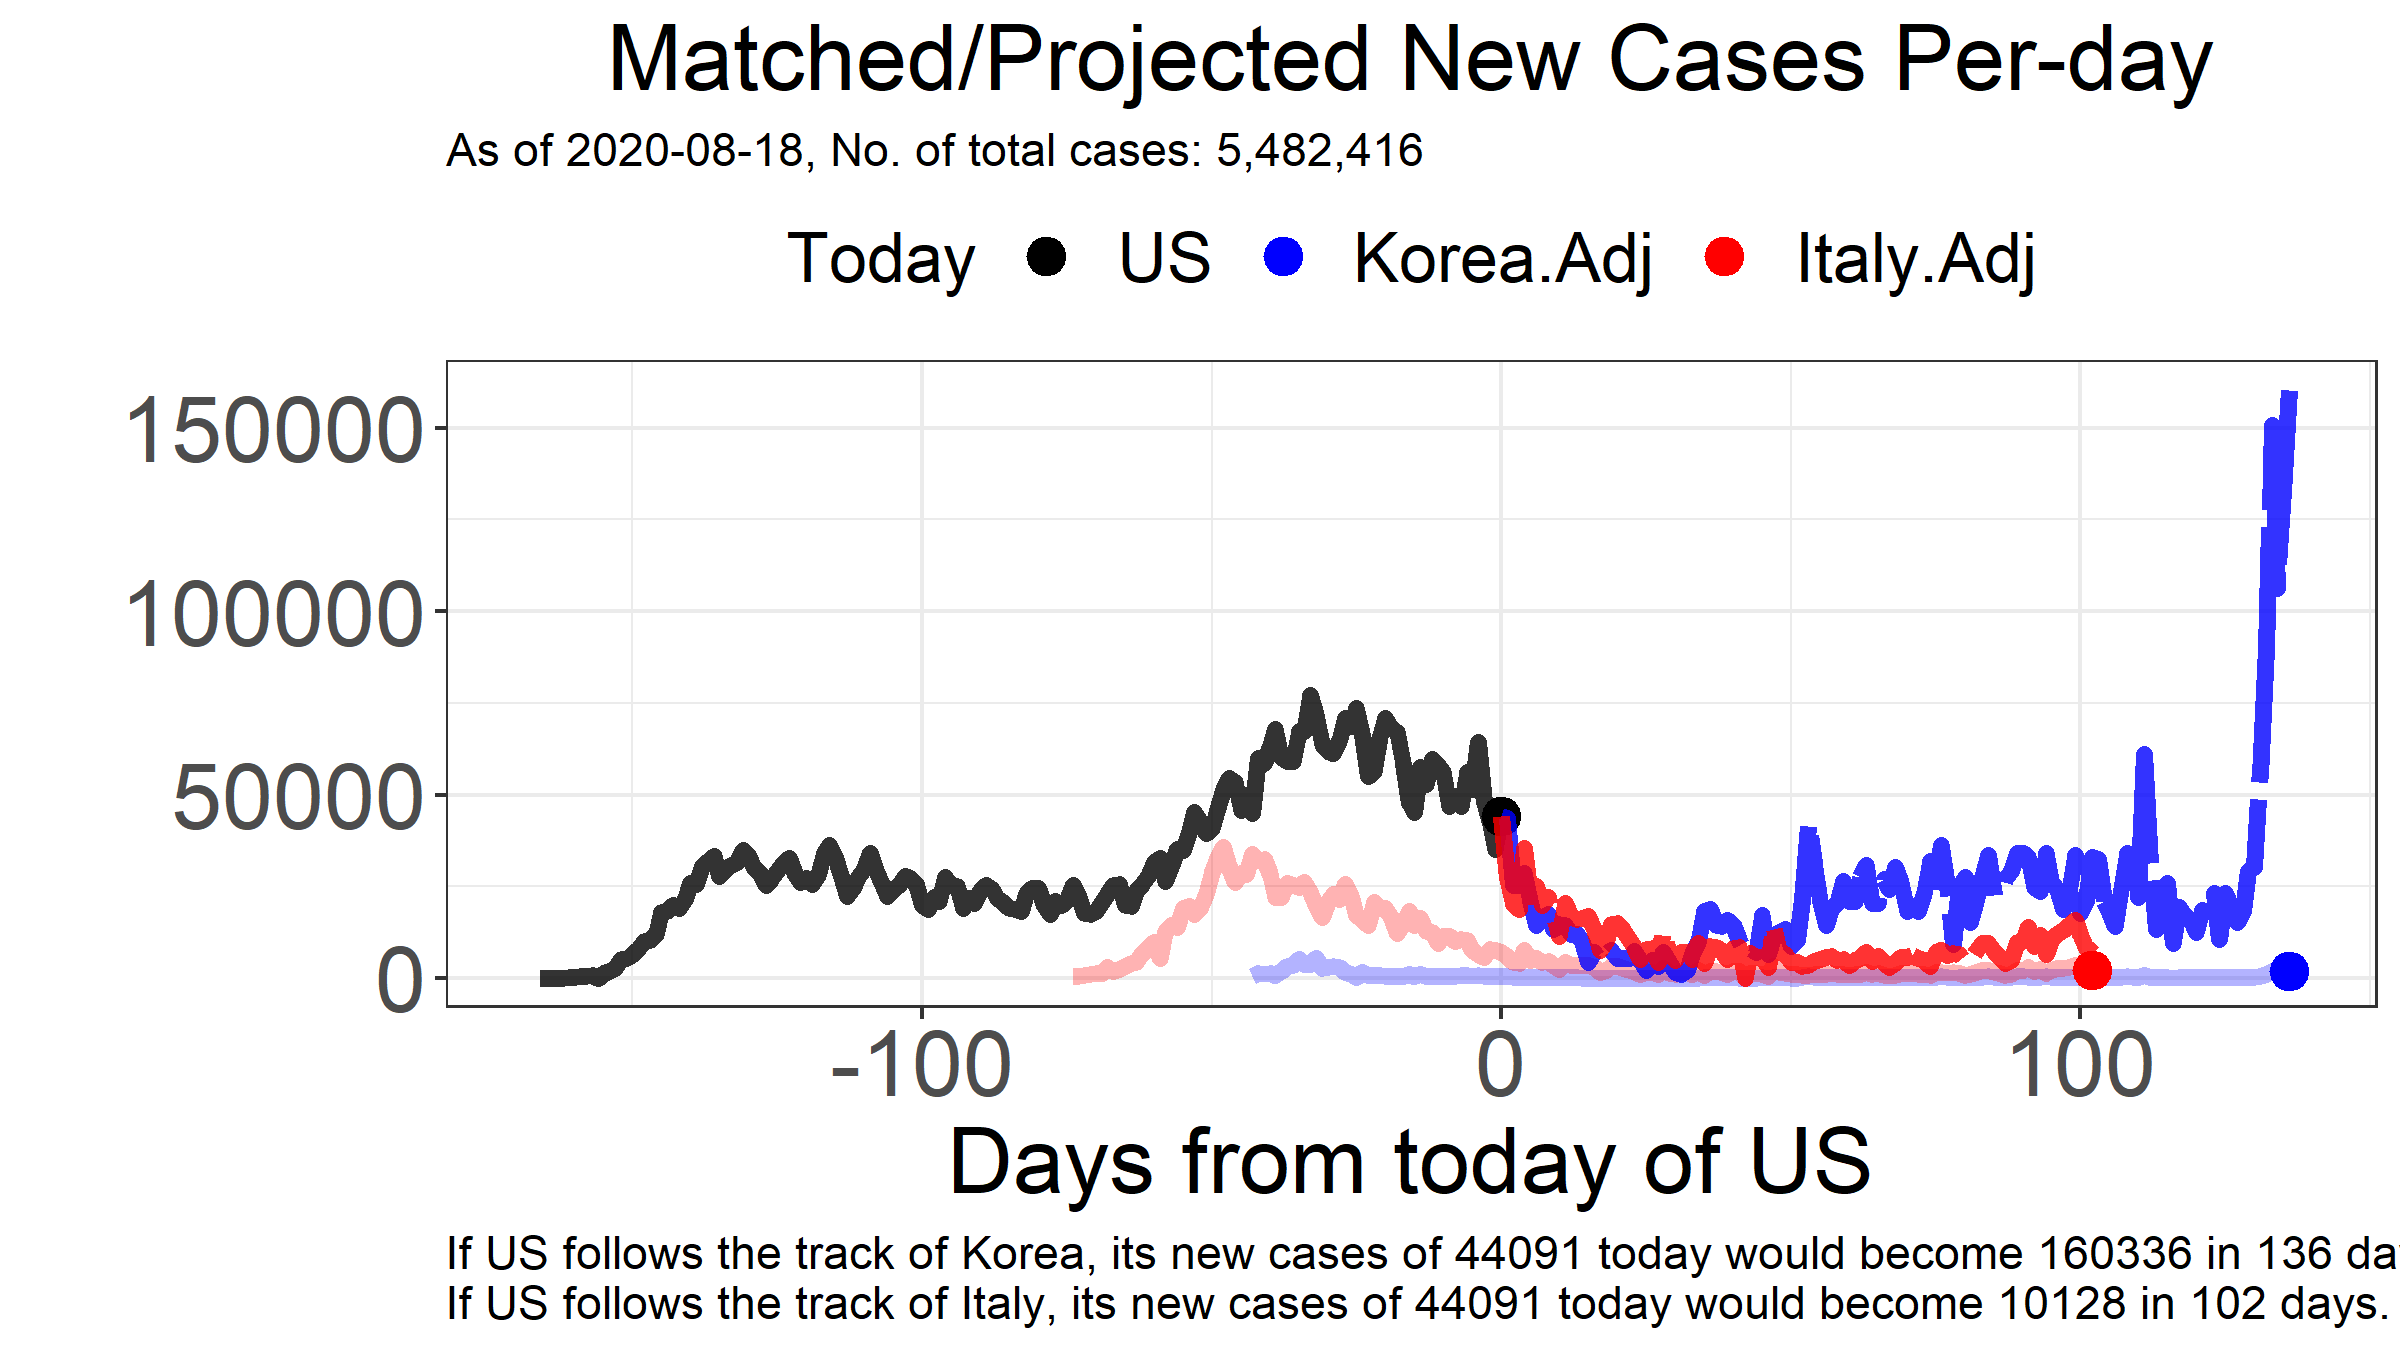 Matched/Projected New Cases Per-day
As of 2020-08-18, No. of total cases: 5,482,416
Today US Korea.Adj Italy.Adj
150000
100000
50000
0
-100 0 100
Days from today of US
If US follows the track of Korea, its new cases of 44091 today would become 160336 in 136 da
If US follows the track of Italy, its new cases of 44091 today would become 10128 in 102 days.